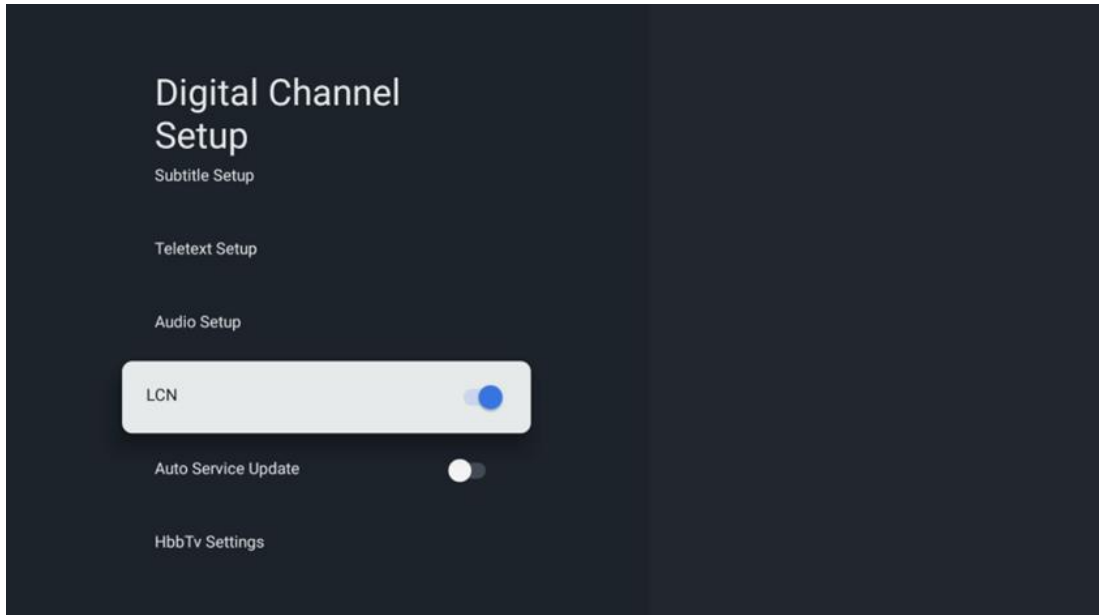 Digital Channel
Setup
Subtitle Setup
Teletext Setup
Audio Setup
LCN
Auto Service Update
HbbTv Settings